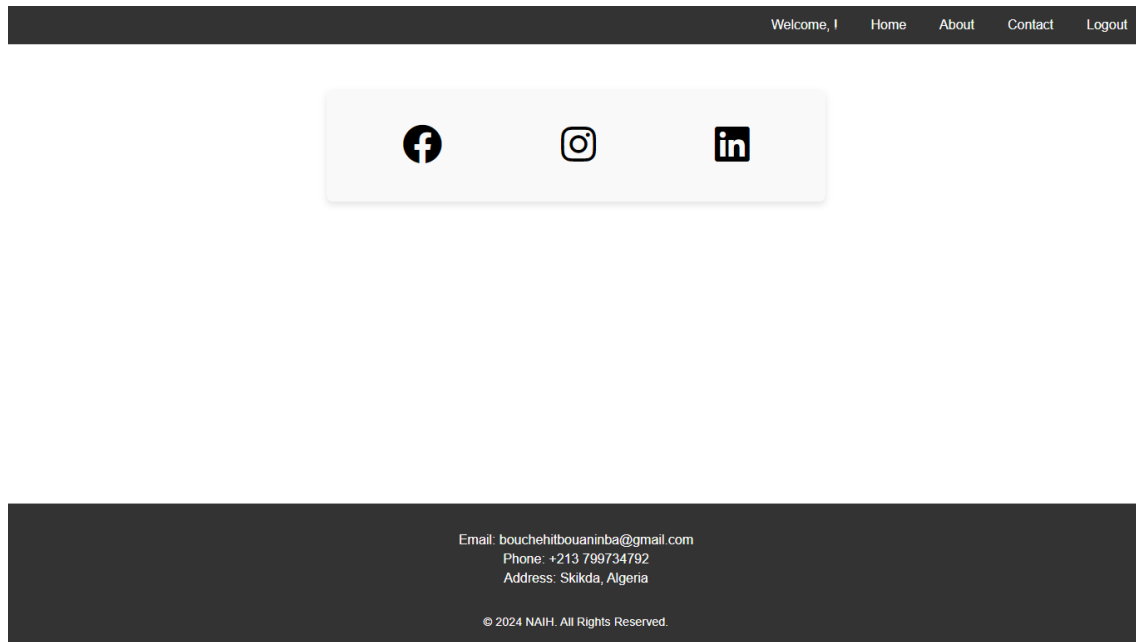 Welcome, !
Home
About
Contact
Logout
Email: bouchehitbouaninba@gmail.com
Phone: +213 799734792
Address: Skikda, Algeria
© 2024 NAIH. All Rights Reserved.